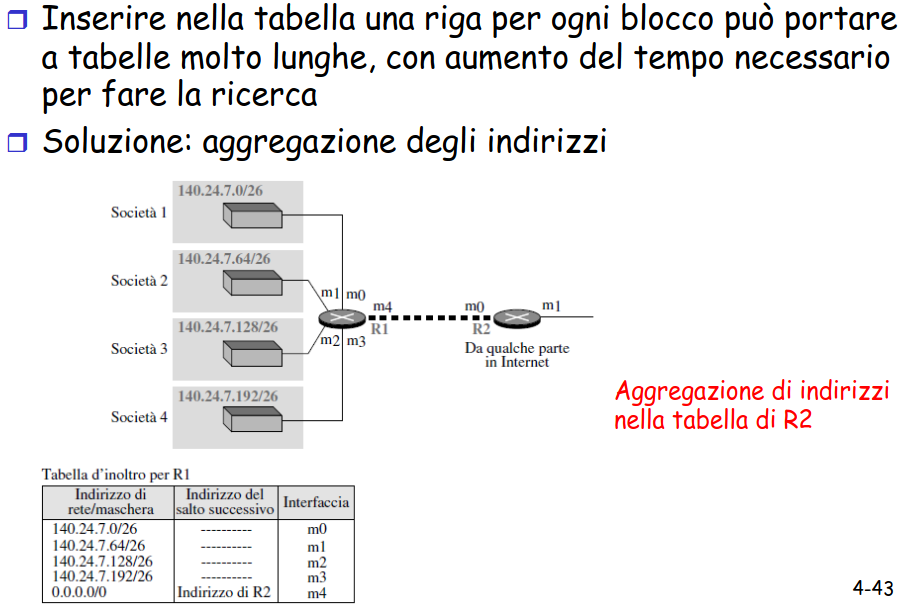 Inserire nella tabella una riga per ogni blocco può portare
a tabelle molto lunghe, con aumento del tempo necessario
per fare la ricerca
Soluzione: aggregazione degli indirizzi
140.24.7.0/26
Società 1
140.24.7.64/26
Società 2
m1 m0
m4
m0
m1
140.24.7.128/26
R1
R2
m2 m3
Società 3
Da qualche parte
in Internet
140.24.7.192/26
Società 4
Aggregazione di indirizzi
nella tabella di R2
Tabella d'inoltro per R1
Indirizzo di rete/maschera Indirizzo del salto successivo Interfaccia
140.24.7.0/26 ---------- m0
140.24.7.64/26 ---------- m1
140.24.7.128/26 ---------- m2
140.24.7.192/26 ---------- m3
0.0.0.0/0 Indirizzo di R2 m4
4-43